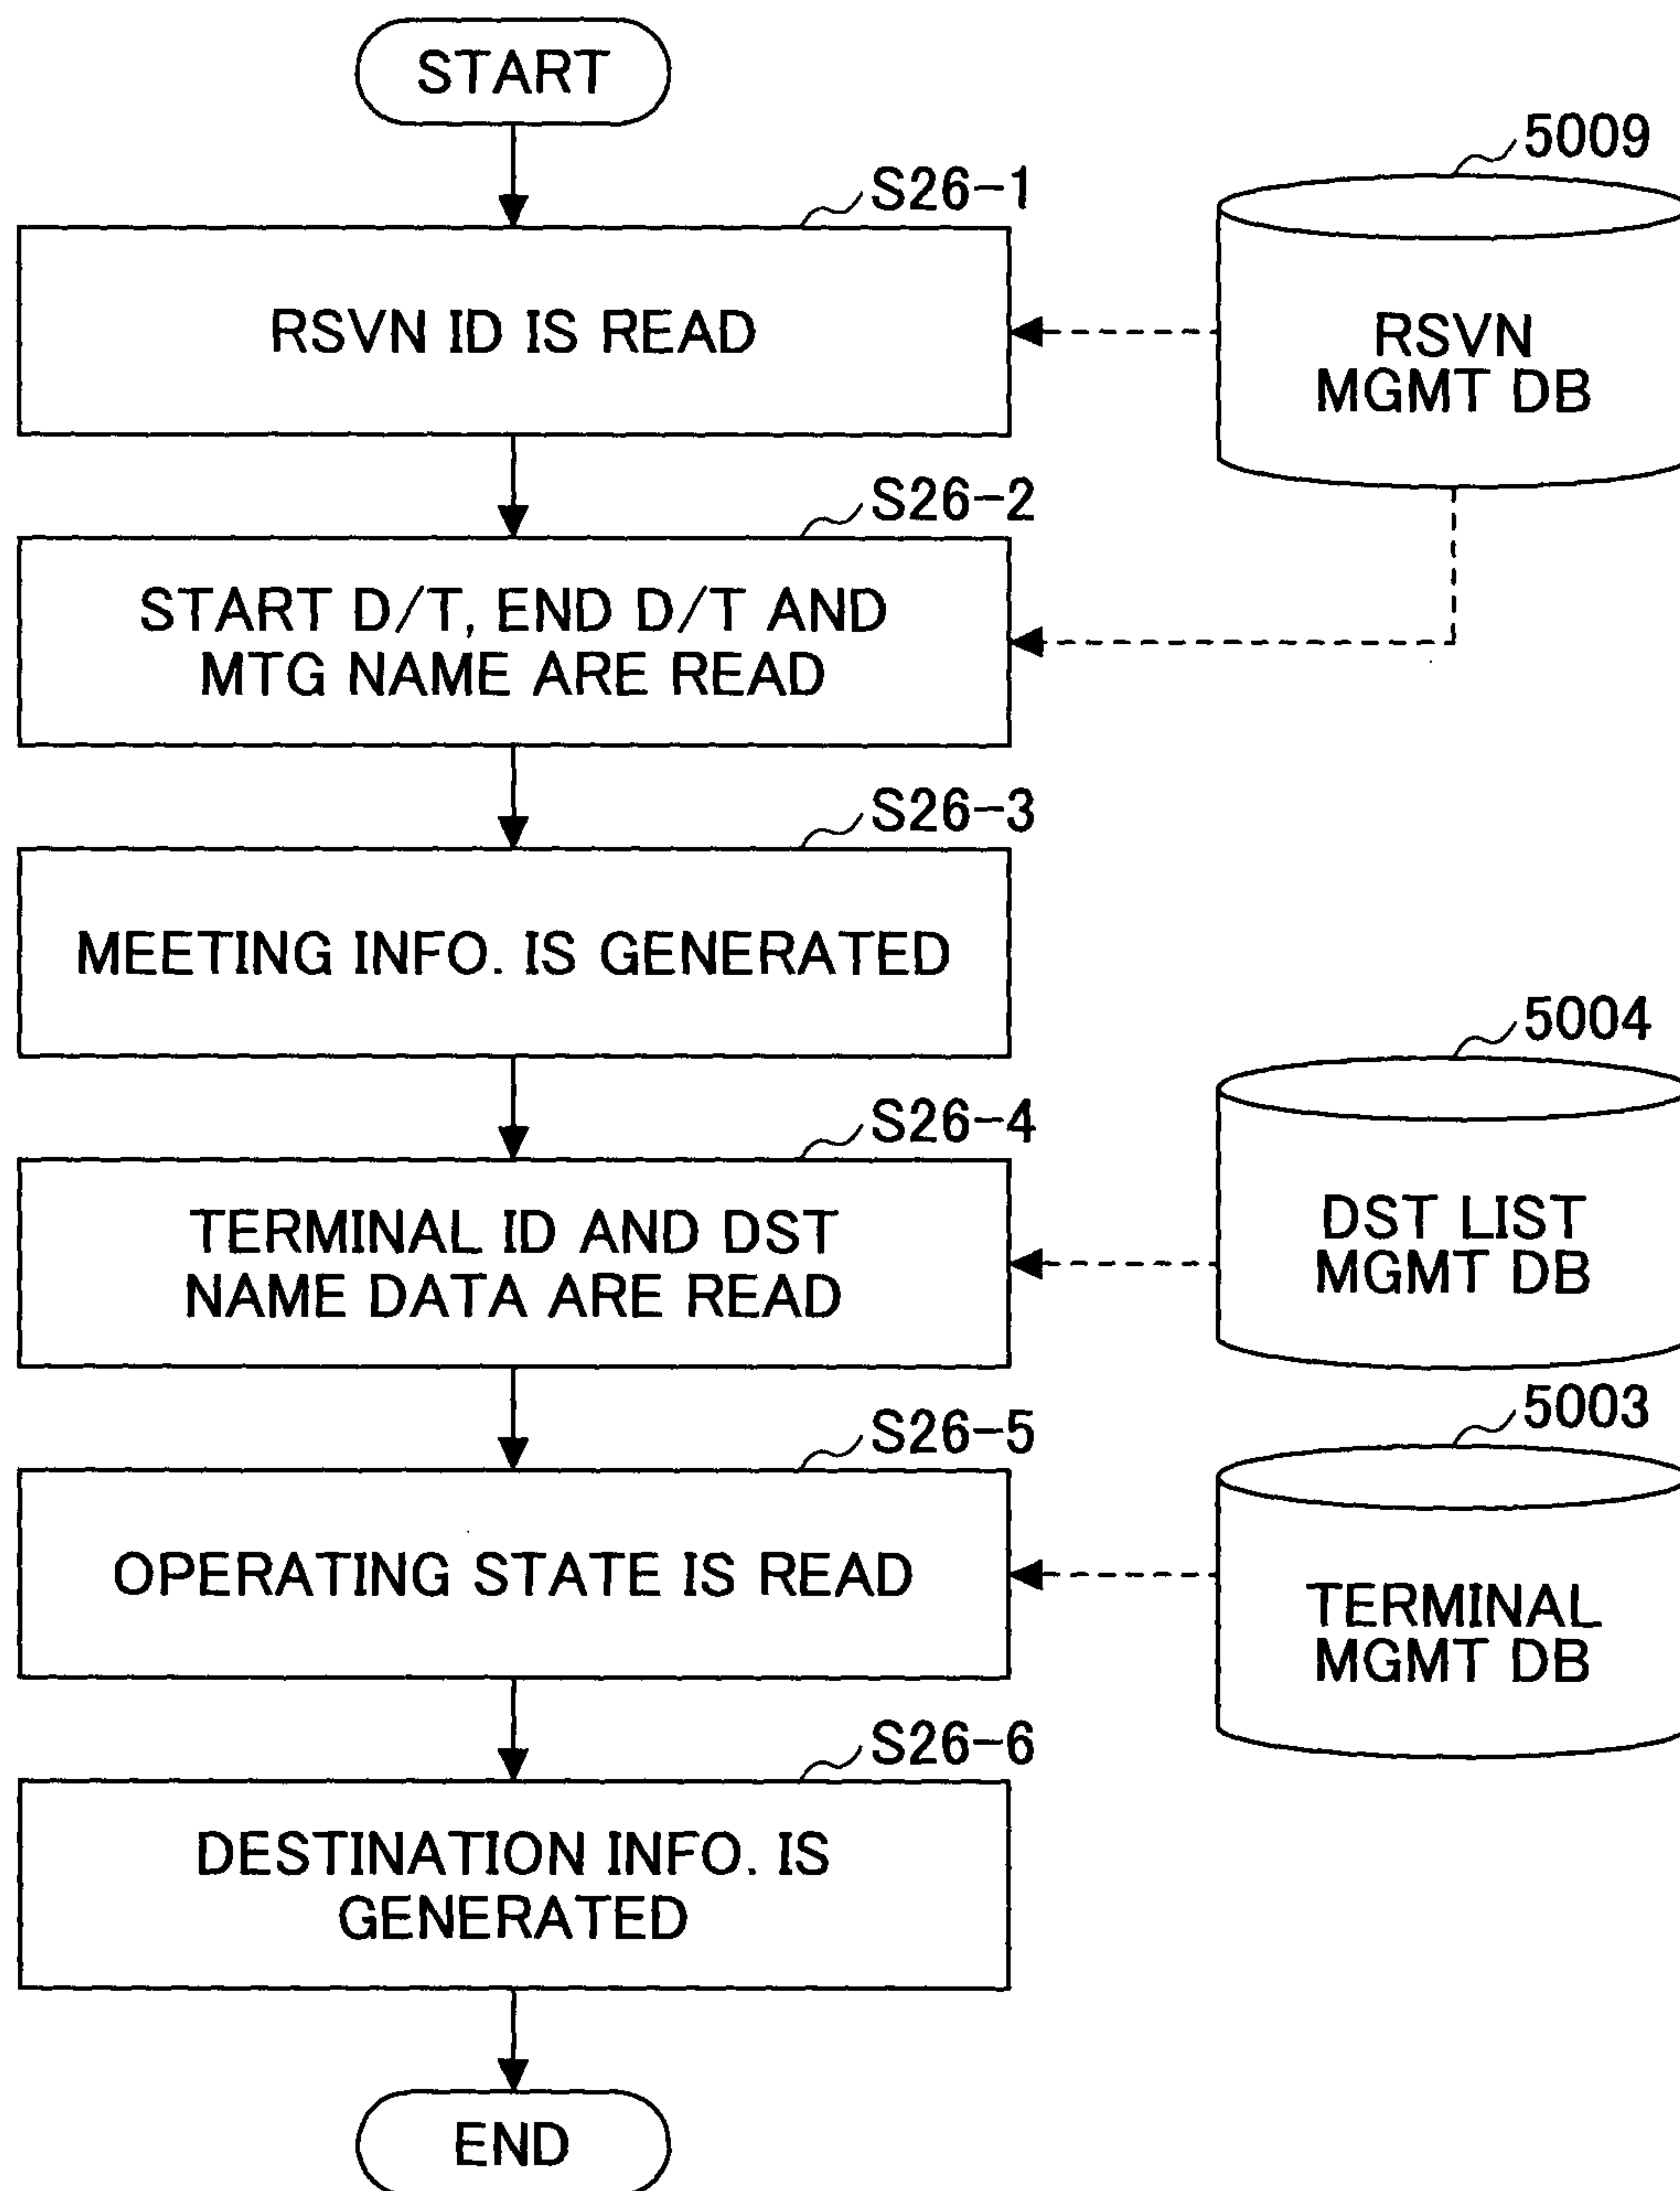 START
S26-1
5009
RSVN ID IS READ
RSVN
MGMT DB
S26-2
START D/T, END D/T AND
MTG NAME ARE READ
S26-3
MEETING INFO. IS GENERATED
5004
S26-4
TERMINAL ID AND DST
NAME DATA ARE READ
DST LIST
MGMT DB
5003
S26-5
OPERATING STATE IS READ
TERMINAL
MGMT DB
S26-6
DESTINATION INFO. IS
GENERATED
END